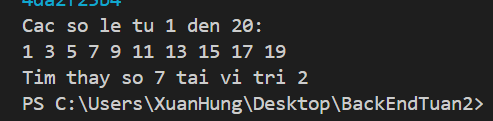 Cac so le tu 1 den 20:
1 3 5 7 9 11 13 15 17 19
Tim thay so 7 tai vi tri 2
PS C:\Users\XuanHung\Desktop\BackEndTuan2>